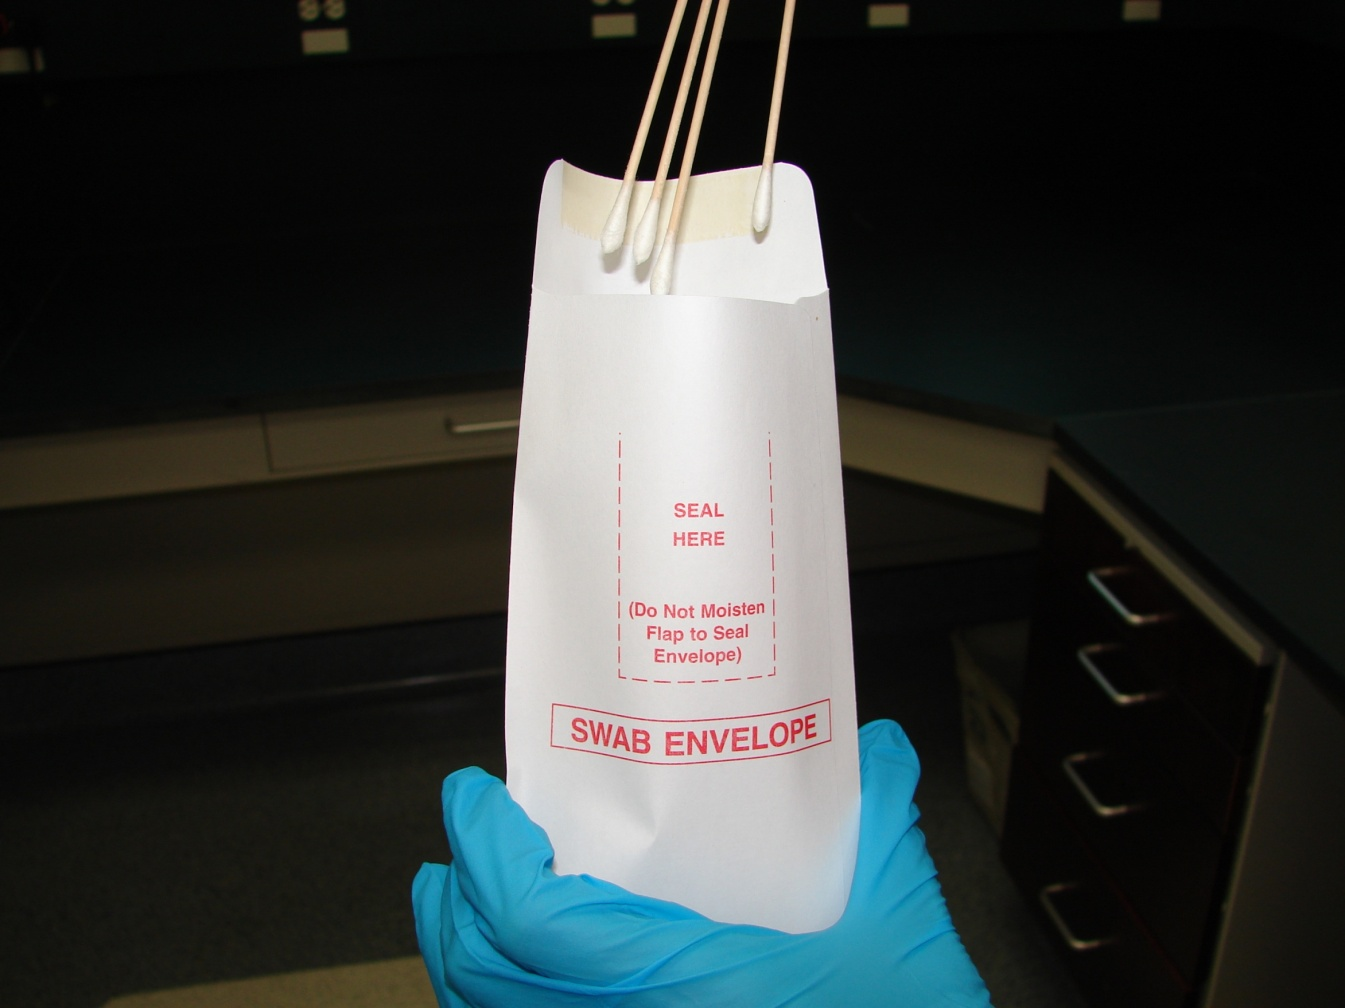 SEAL
HERE
(Do Not Moisten
Flap to Seal
Envelope)
SWAB ENVELOPE